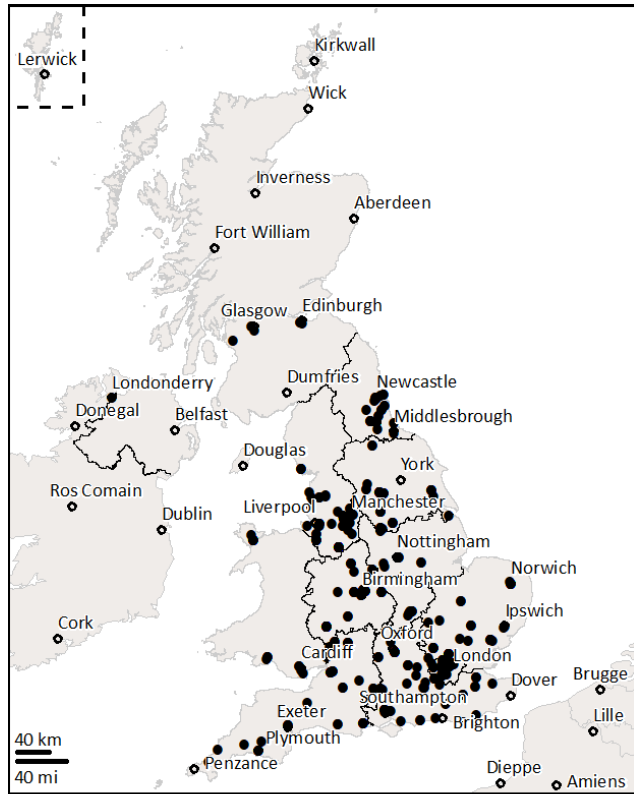 Kirkwall
Lerwick
Wick
Inverness
Aberdeen
Fort William
Glasgow
Edinburgh
Londonderry
Dumfries
Newcastle
Donegal
Belfast
Middlesbrough
Douglas
York
Ros Comain
Liverpool
Manchester
Dublin
Nottingham
Norwich
Birmingham
Ipswich
Cork
Oxford
Cardiff
London
Dover
Brugge
Southampton
Exeter
Brighton
Lille
Plymouth
40 km
Penzance
40 mi
Dieppe
Amiens